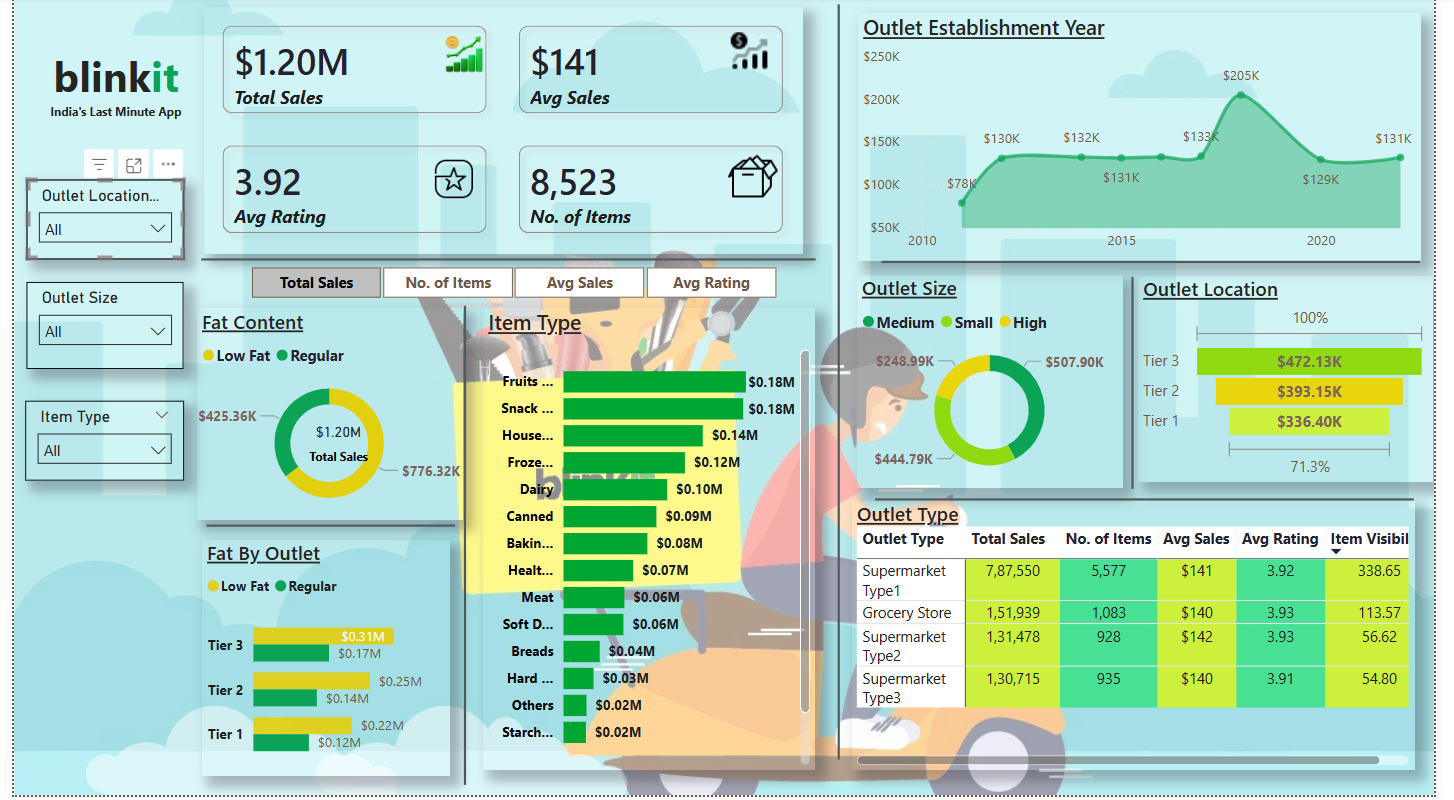 blinkit
India's Last Minute App
Outlet Location...
All
Outlet Size
All
Item Type
All
$1.20M
Total Sales
$141
Avg Sales
3.92
Avg Rating
8,523
No. of Items
Total Sales No. of Items Avg Sales Avg Rating
Fat Content
Low Fat Regular
$425.36K
$1.20M
Total Sales
$776.32K
Fat By Outlet
Low Fat Regular
Tier 3 $0.31M
$0.17M
Tier 2 $0.25M
$0.14M
Tier 1 $0.22M
$0.12M
Item Type
Fruits ... $0.18M
Snack ... $0.18M
House... $0.14M
Froze... $0.12M
Dairy $0.10M
Canned $0.09M
Bakin... $0.08M
Healt... $0.07M
Meat $0.06M
Soft D... $0.06M
Breads $0.04M
Hard ... $0.03M
Others $0.02M
Starch... $0.02M
blinkit
Outlet Establishment Year
$250K
$200K
$150K
$100K
$50K
$78K
$130K
$132K
$131K
$133K
$205K
$129K
$131K
2010 2015 2020
Outlet Size
Medium Small High
$248.99K
$507.90K
$444.79K
Outlet Location
100%
Tier 3 $472.13K
Tier 2 $393.15K
Tier 1 $336.40K
71.3%
Outlet Type
Outlet Type Total Sales No. of Items Avg Sales Avg Rating Item Visibil
Supermarket 7,87,550 5,577 $141 3.92 338.65
Type1
Grocery Store 1,51,939 1,083 $140 3.93 113.57
Supermarket 1,31,478 928 $142 3.93 56.62
Type2
Supermarket 1,30,715 935 $140 3.91 54.80
Type3